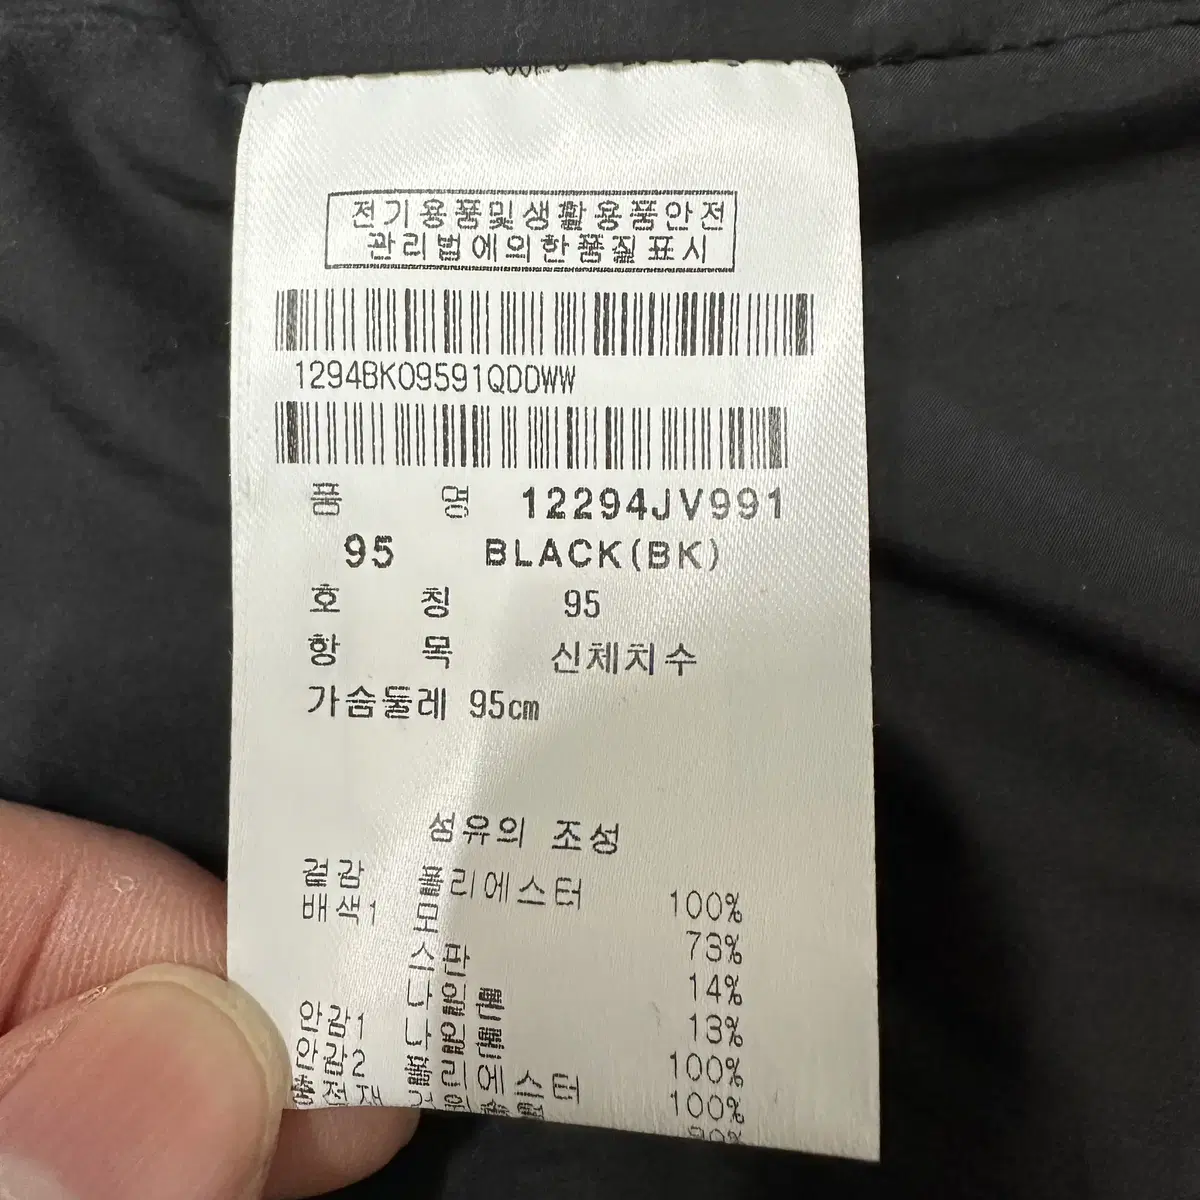 전기용품및생활용품안전
관리법에의한품질표시
1294BK09591QDDWW
품 명 12294JV991
95 BLACK(BK)
호 칭 95
항 목 신체치수
가슴둘레 95cm
섬유의 조성
겉감 폴리에스터 100%
배색1 모 73%
스판 14%
나일론 13%
안감1 나일론 100%
안감2 폴리에스터 100%
충전재